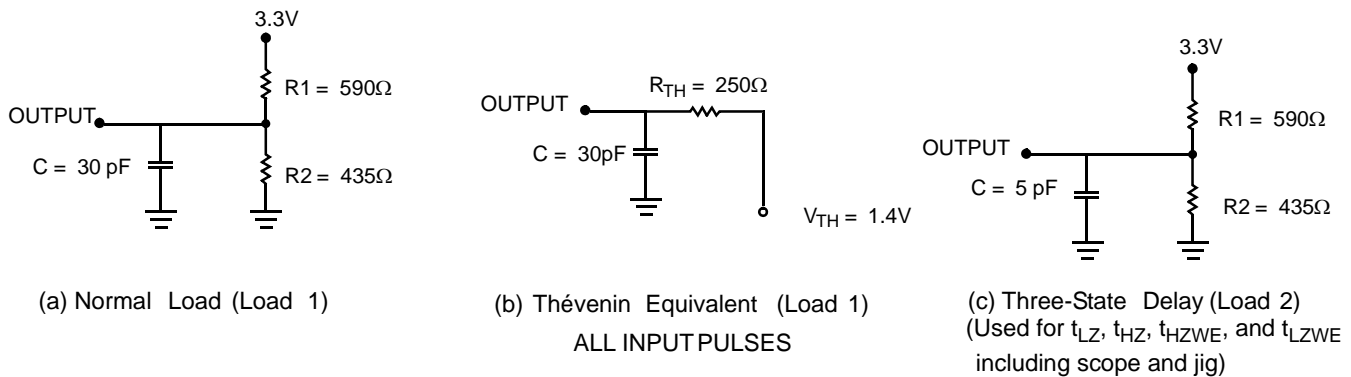 3.3V
R1 = 590Ω
OUTPUT
C = 30 pF
R2 = 435Ω
(a) Normal Load (Load 1)
R_TH = 250Ω
OUTPUT
C = 30pF
V_TH = 1.4V
(b) Thévenin Equivalent (Load 1)
ALL INPUT PULSES
3.3V
R1 = 590Ω
OUTPUT
C = 5 pF
R2 = 435Ω
(c) Three-State Delay (Load 2)
(Used for t_LZ, t_HZ, t_HZWE, and t_LZWE
including scope and jig)